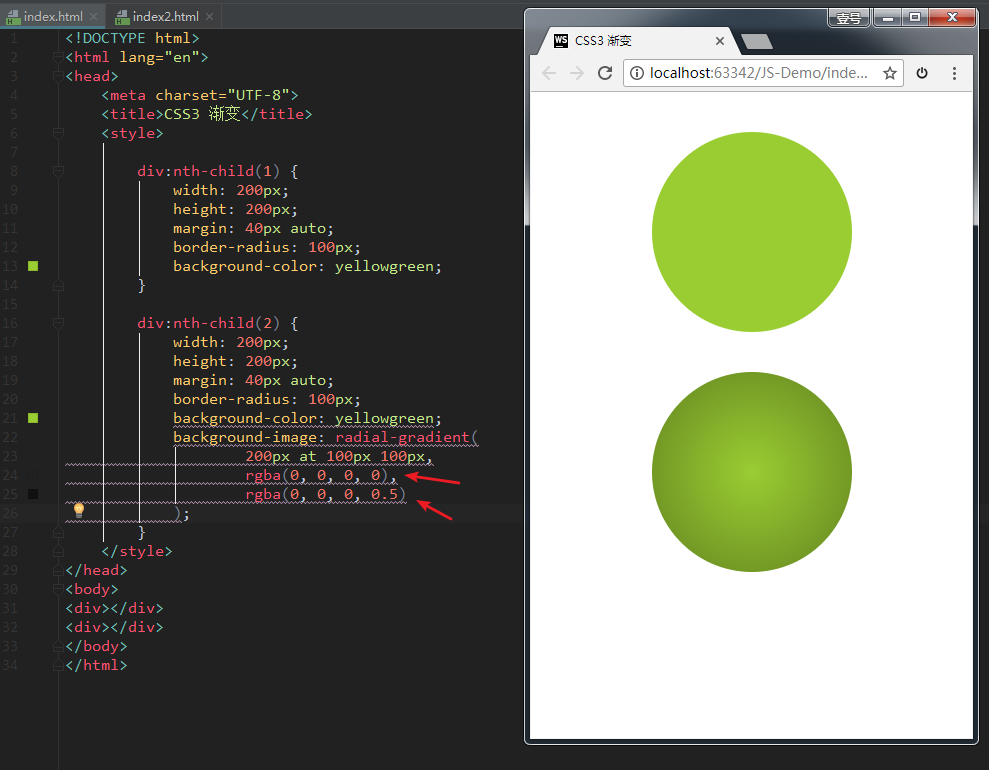 index.html
index2.html
1 <!DOCTYPE html>
2 <html lang="en">
3 <head>
4 <meta charset="UTF-8">
5 <title>CSS3 渐变</title>
6 <style>
7
8 div:nth-child(1) {
9 width: 200px;
10 height: 200px;
11 margin: 40px auto;
12 border-radius: 100px;
13 background-color: yellowgreen;
14 }
15
16 div:nth-child(2) {
17 width: 200px;
18 height: 200px;
19 margin: 40px auto;
20 border-radius: 100px;
21 background-color: yellowgreen;
22 background-image: radial-gradient(
23 200px at 100px 100px,
24 rgba(0, 0, 0, 0),
25 rgba(0, 0, 0, 0.5)
26 );
27 }
28 </style>
29 </head>
30 <body>
31 <div></div>
32 <div></div>
33 </body>
34 </html>
壹号
WS CSS3 渐变
localhost:63342/JS-Demo/inde...